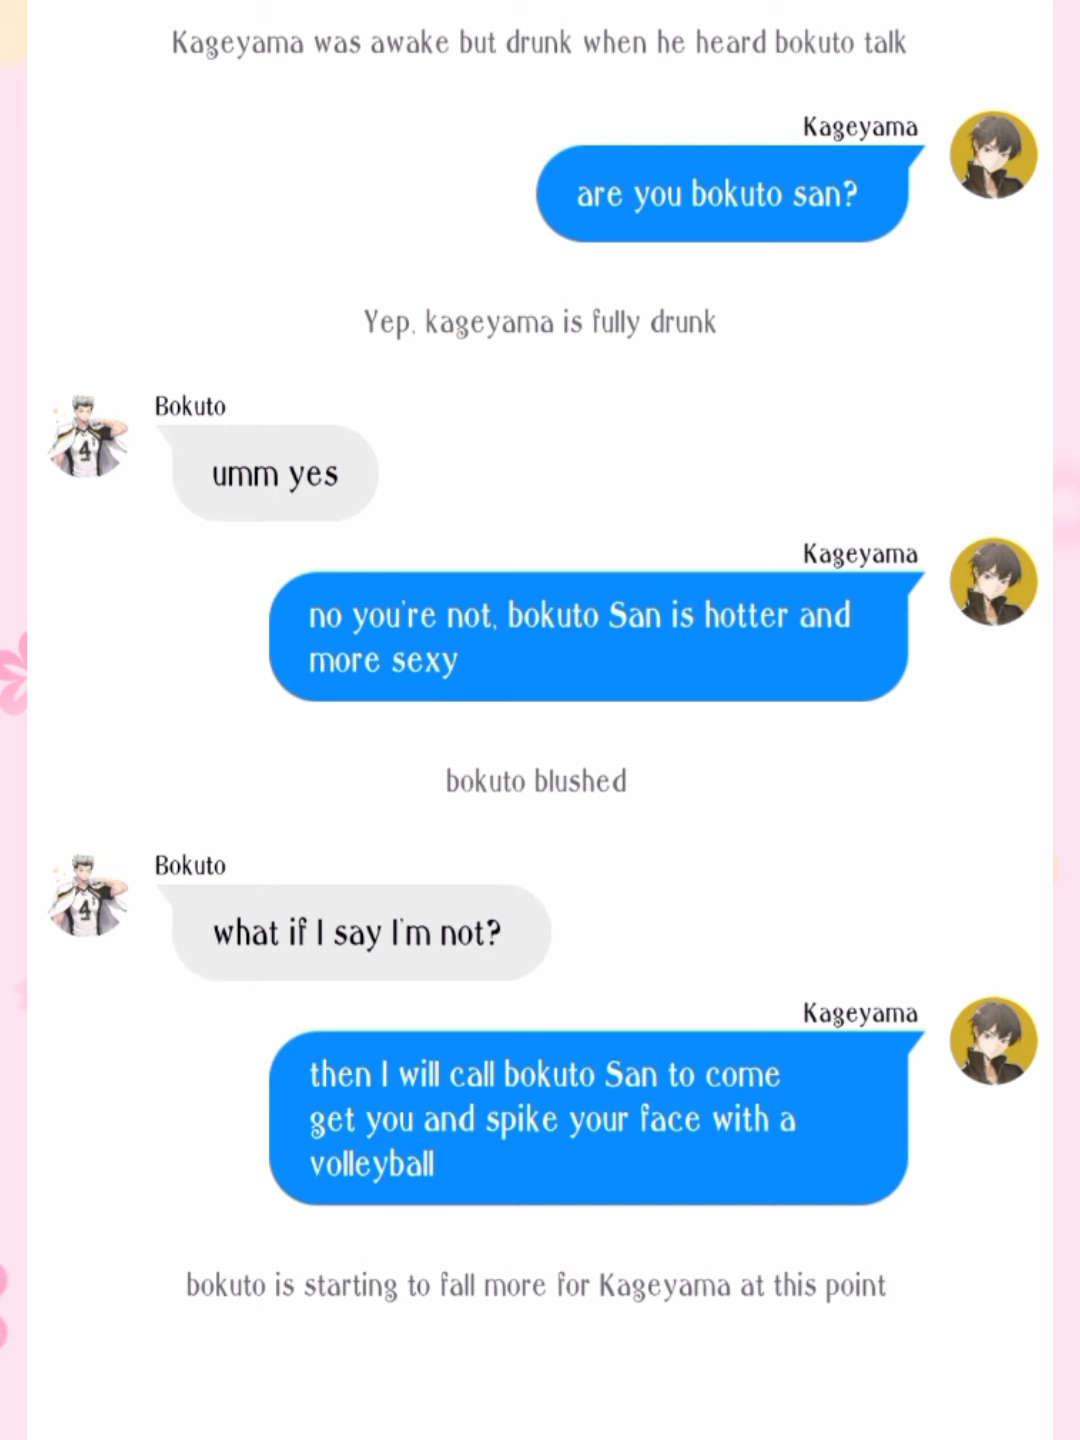 Kageyama was awake but drunk when he heard bokuto talk
Kageyama
are you bokuto san?
Yep, kageyama is fully drunk
Bokuto
umm yes
Kageyama
no you're not, bokuto San is hotter and
more sexy
bokuto blushed
Bokuto
what if I say I'm not?
Kageyama
then I will call bokuto San to come
get you and spike your face with a
volleyball
bokuto is starting to fall more for Kageyama at this point
4
4